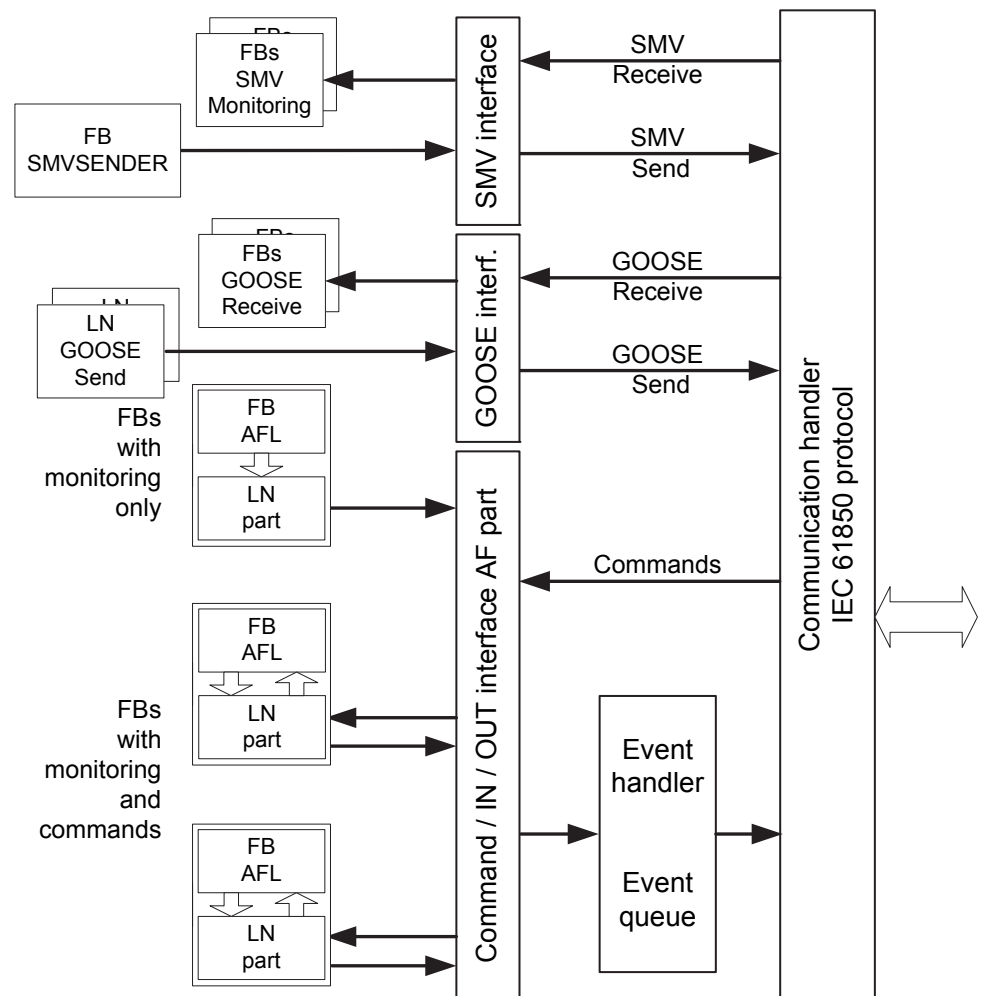 FBs
FBs
SMV
Monitoring
FB
SMVSENDER
SMV interface
SMV
Receive
SMV
Send
FBs
FBs
GOOSE
Receive
LN
LN
GOOSE
Send
GOOSE interf.
GOOSE
Receive
GOOSE
Send
FBs
with
monitoring
only
FB
AFL
LN
part
Command / IN / OUT interface AF part
Commands
Communication handler
IEC 61850 protocol
FBs
with
monitoring
and
commands
FB
AFL
LN
part
FB
AFL
LN
part
Event
handler
Event
queue